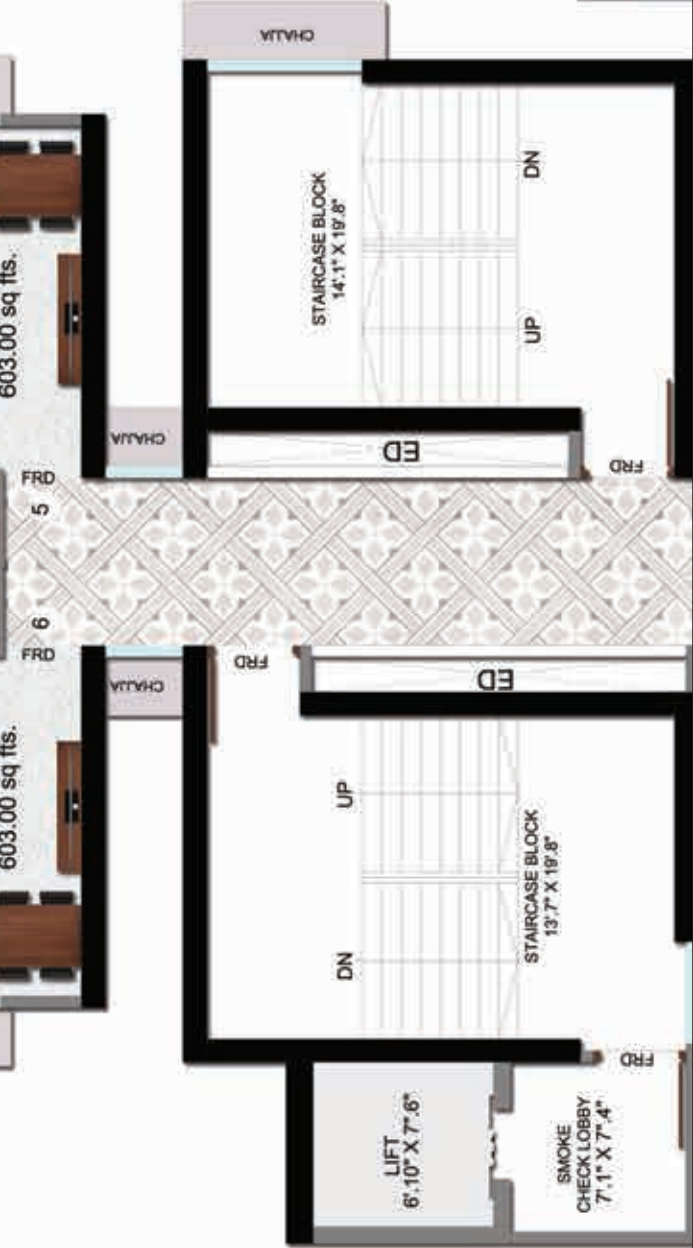 CHAJJA
STAIRCASE BLOCK
14'.1" X 19'.8"
DN
UP
603.00 sq fts.
CHAJJA
ED
FRD
FRD
5
6
FRD
FRD
CHAJJA
ED
603.00 sq fts.
UP
DN
STAIRCASE BLOCK
13'.7" X 19'.8"
FRD
LIFT
6'.10" X 7".6"
SMOKE
CHECK LOBBY
7'.1" X 7".4"